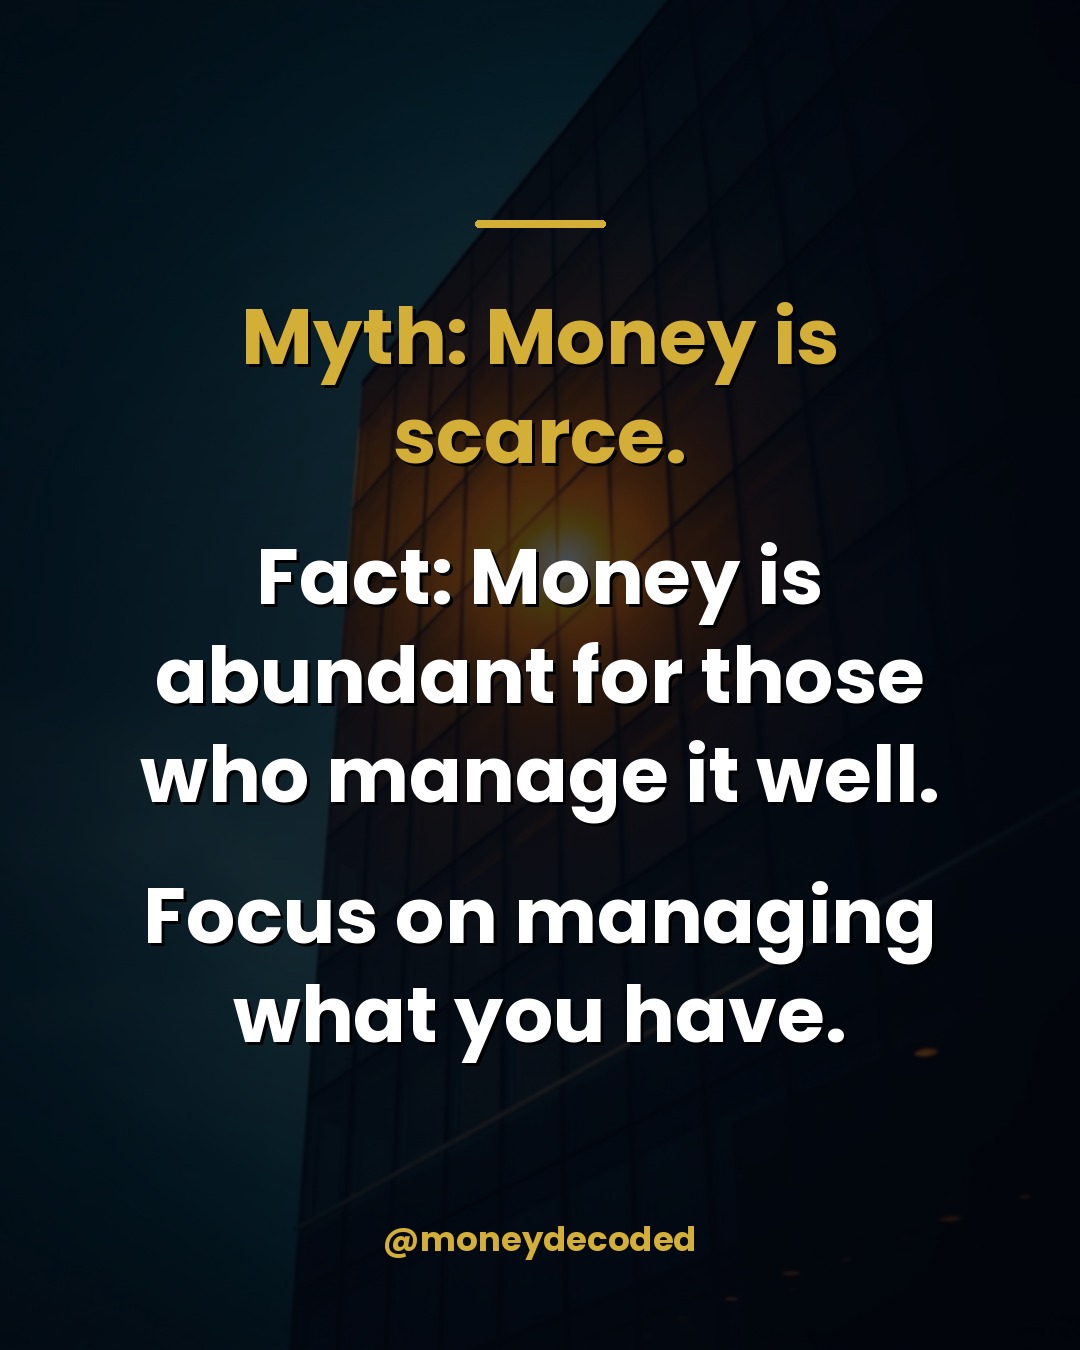 Myth: Money is
scarce.
Fact: Money is
abundant for those
who manage it well.
Focus on managing
what you have.
@moneydecoded